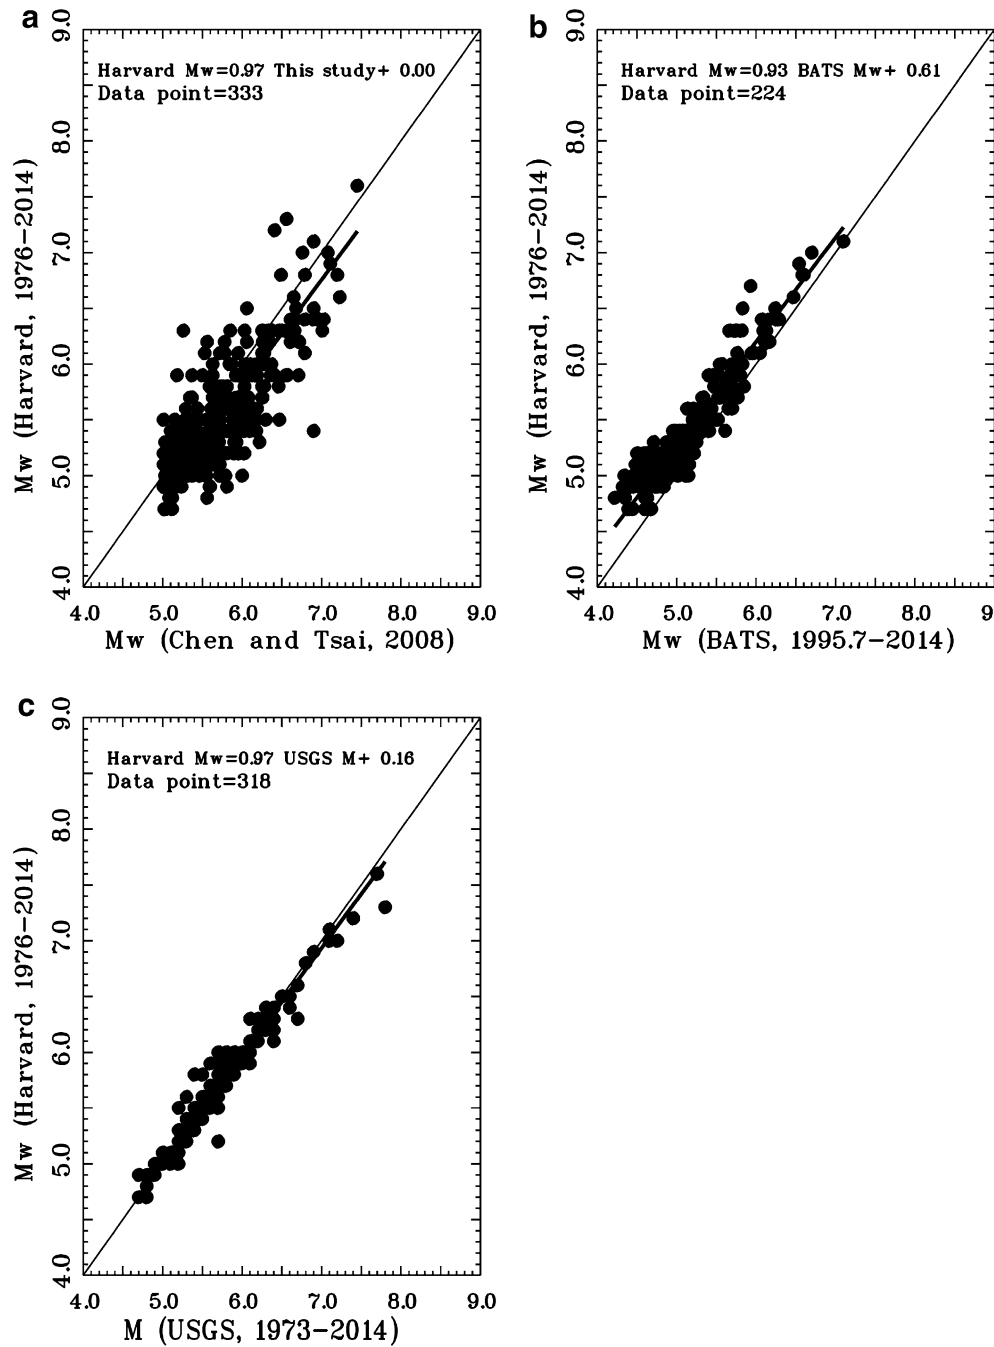 a
9.0
8.0
7.0
6.0
5.0
4.0
Mw (Harvard, 1976-2014)
Harvard Mw=0.97 This study+ 0.00
Data point=333
4.0 5.0 6.0 7.0 8.0 9.0
Mw (Chen and Tsai, 2008)
b
9.0
8.0
7.0
6.0
5.0
4.0
Mw (Harvard, 1976-2014)
Harvard Mw=0.93 BATS Mw+ 0.61
Data point=224
4.0 5.0 6.0 7.0 8.0 9
Mw (BATS, 1995.7-2014)
c
9.0
8.0
7.0
6.0
5.0
4.0
Mw (Harvard, 1976-2014)
Harvard Mw=0.97 USGS M+ 0.16
Data point=318
4.0 5.0 6.0 7.0 8.0 9.0
M (USGS, 1973-2014)